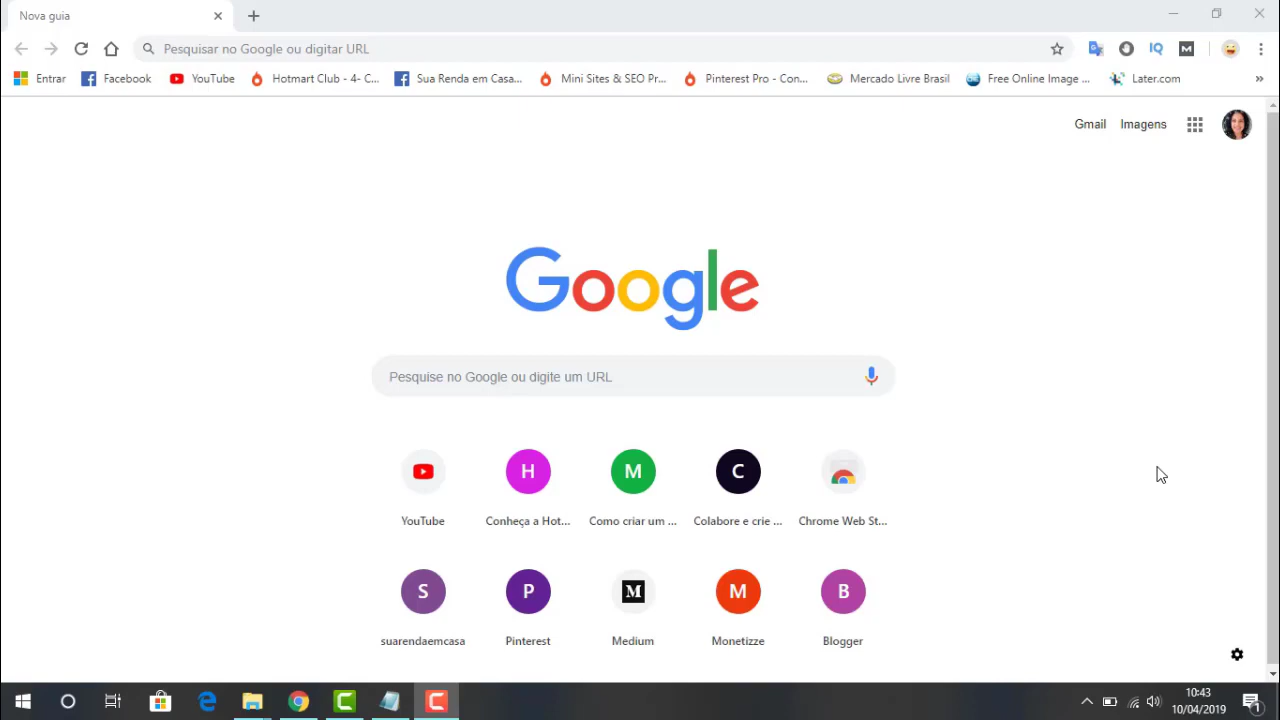 Nova guia
Pesquisar no Google ou digitar URL
IQ
M
Entrar
Facebook
YouTube
Hotmart Club - 4- C...
Sua Renda em Casa...
Mini Sites & SEO Pr...
Pinterest Pro - Con...
Mercado Livre Brasil
Free Online Image ...
Later.com
»
Gmail
Imagens
Google
Pesquise no Google ou digite um URL
H
M
C
YouTube
Conheça a Hot...
Como criar um ...
Colabore e crie ...
Chrome Web St...
S
P
M
M
B
suarendaemcasa
Pinterest
Medium
Monetizze
Blogger
10:43
10/04/2019
1